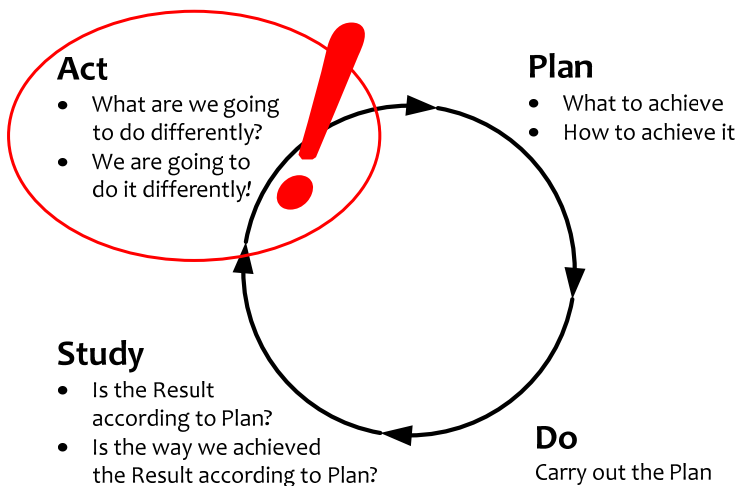 Act
• What are we going
to do differently?
• We are going to
do it differently!
Plan
• What to achieve
• How to achieve it
Study
• Is the Result
according to Plan?
• Is the way we achieved
the Result according to Plan?
Do
Carry out the Plan
!